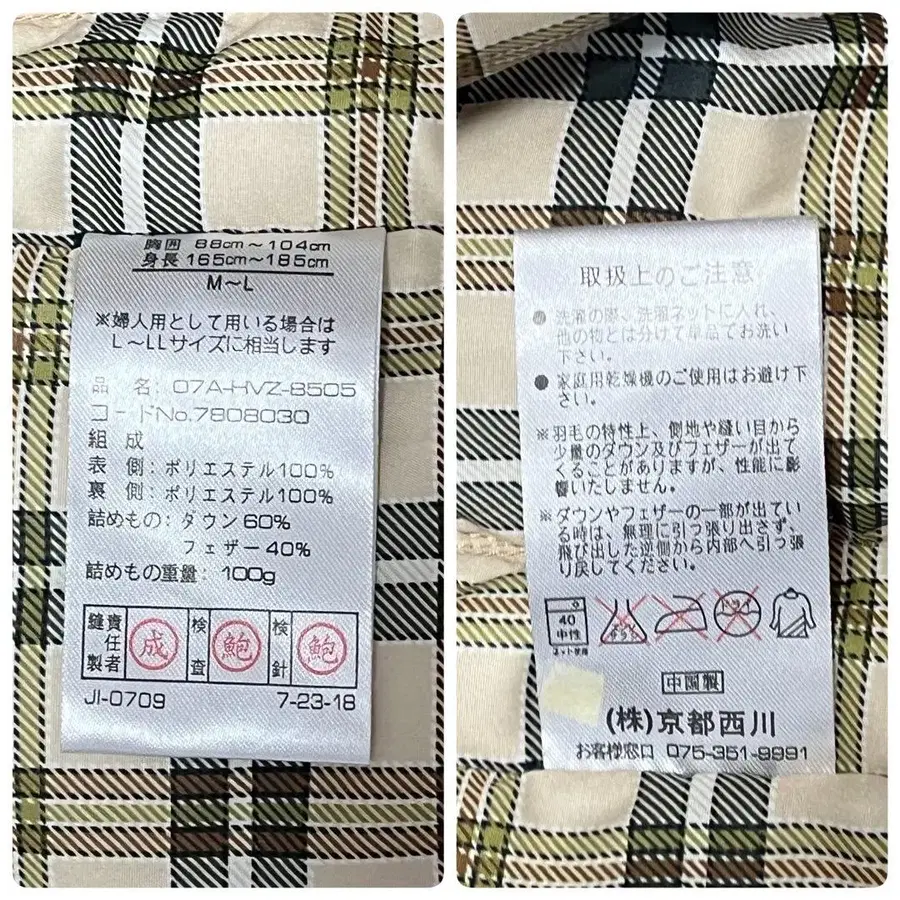 胸囲 88cm～104cm
身長 165cm～185cm
M～L
※婦人用として用いる場合は
L～LLサイズに相当します
品 名: 07A-HVZ-8505
コードNo.7808030
組 成
表 側: ポリエステル100%
裏 側: ポリエステル100%
詰めもの: ダウン 60%
フェザー 40%
詰めもの重量: 100g
縫製責任者 成 検査 鮑 検針 鮑
JI-0709 7-23-18
取扱上のご注意
● 洗濯の際、洗濯ネットに入れ、
他の物とは分けて単品でお洗い
下さい。
● 家庭用乾燥機のご使用はお避け下
さい。
※羽毛の特性上、側地や縫い目から
少量のダウン及びフェザーが出て
くることがありますが、性能に影
響いたしません。
※ダウンやフェザーの一部が出てい
る時は、無理に引っ張り出さず、
飛び出した逆側から内部へ引っ張
り戻してください。
40 中性 ネット使用 エンソサラシ ドライ
中国製
(株)京都西川
お客様窓口 075-351-9991